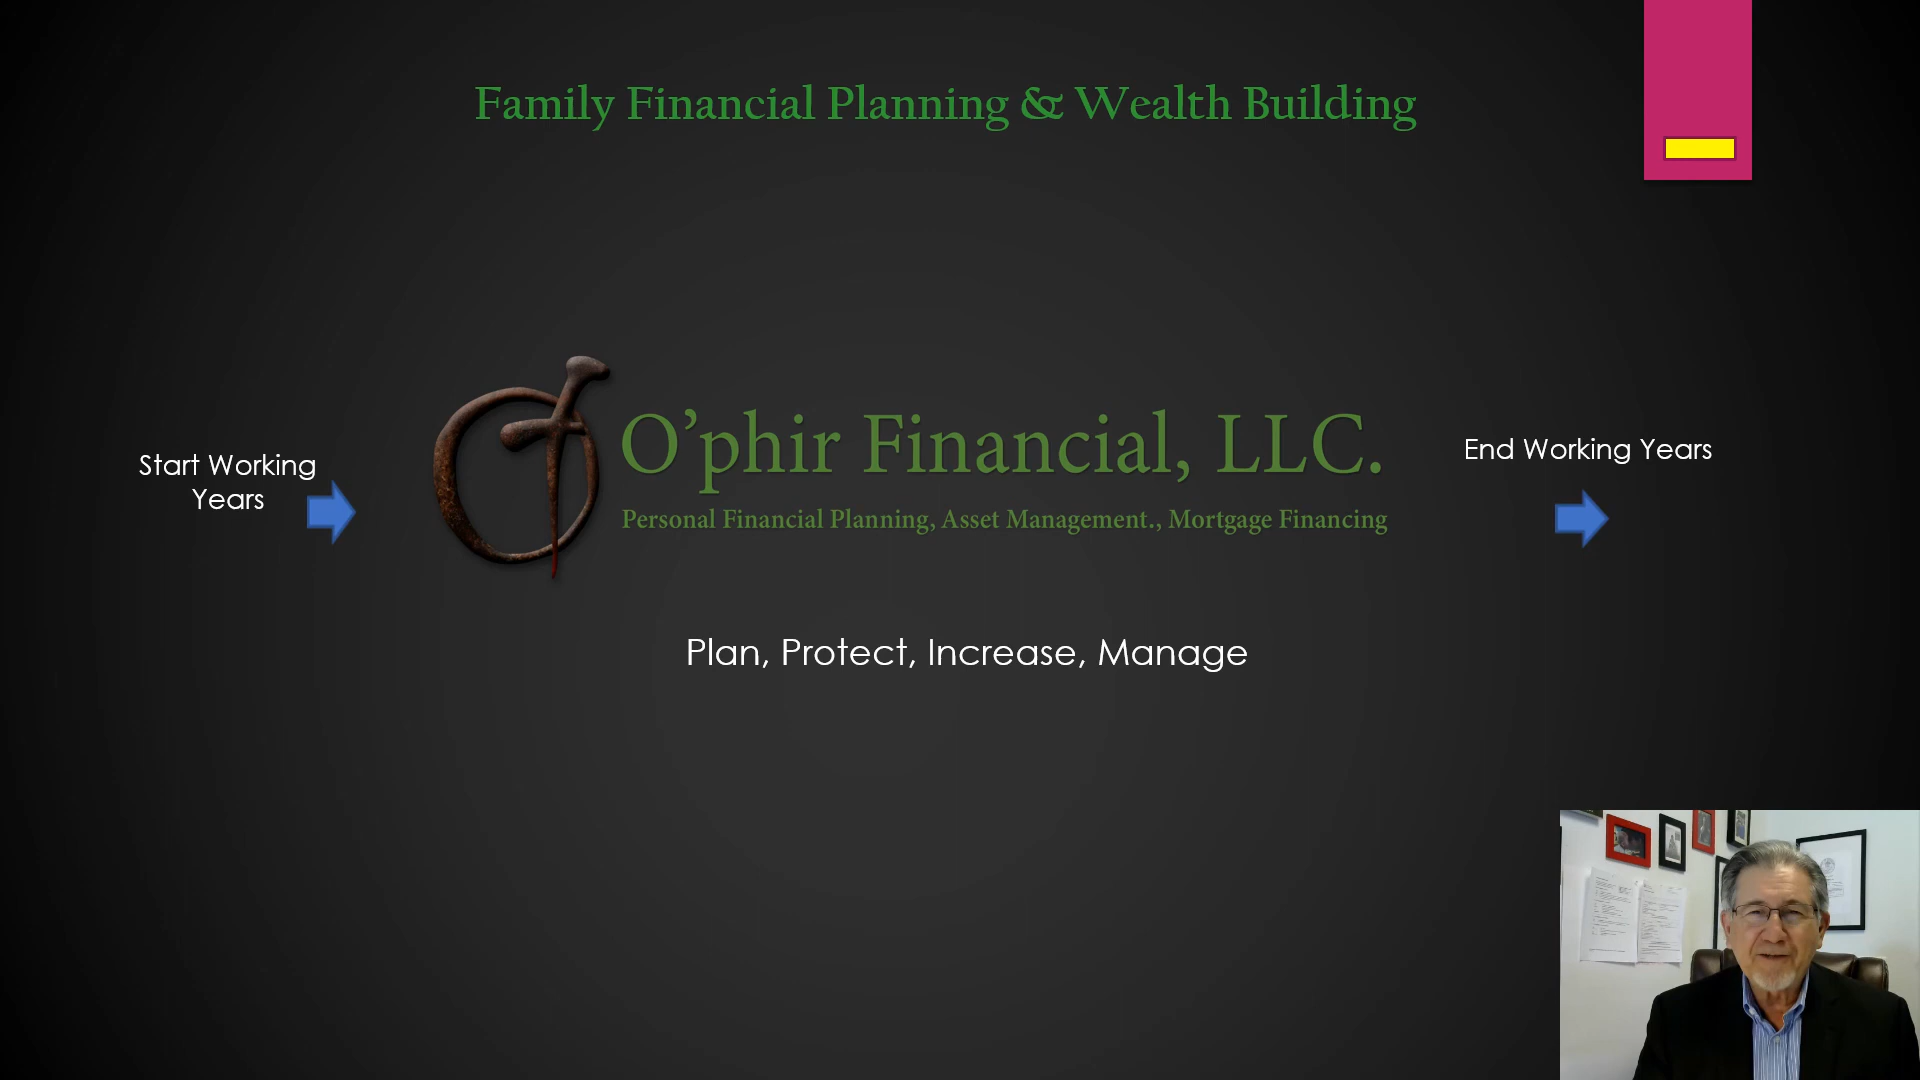 Family Financial Planning & Wealth Building
Start Working
Years
O'phir Financial, LLC.
Personal Financial Planning, Asset Management., Mortgage Financing
End Working Years
Plan, Protect, Increase, Manage